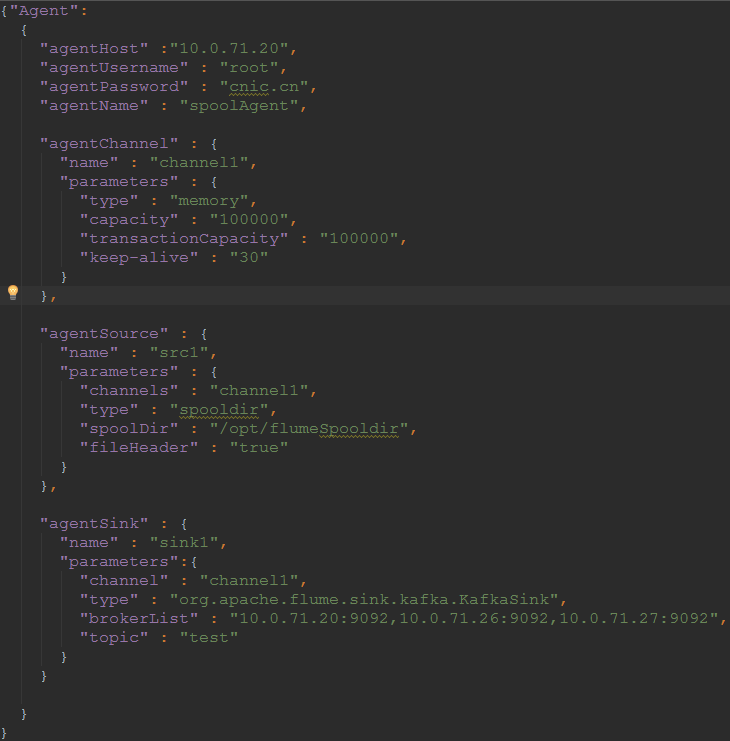 {"Agent":
  {
    "agentHost" :"10.0.71.20",
    "agentUsername" : "root",
    "agentPassword" : "cnic.cn",
    "agentName" : "spoolAgent",

    "agentChannel" : {
      "name" : "channel1",
      "parameters" : {
        "type" : "memory",
        "capacity" : "100000",
        "transactionCapacity" : "100000",
        "keep-alive" : "30"
      }
    },

    "agentSource" : {
      "name" : "src1",
      "parameters" : {
        "channels" : "channel1",
        "type" : "spooldir",
        "spoolDir" : "/opt/flumeSpooldir",
        "fileHeader" : "true"
      }
    },

    "agentSink" : {
      "name" : "sink1",
      "parameters":{
        "channel" : "channel1",
        "type" : "org.apache.flume.sink.kafka.KafkaSink",
        "brokerList" : "10.0.71.20:9092,10.0.71.26:9092,10.0.71.27:9092",
        "topic" : "test"
      }
    }

  }
}